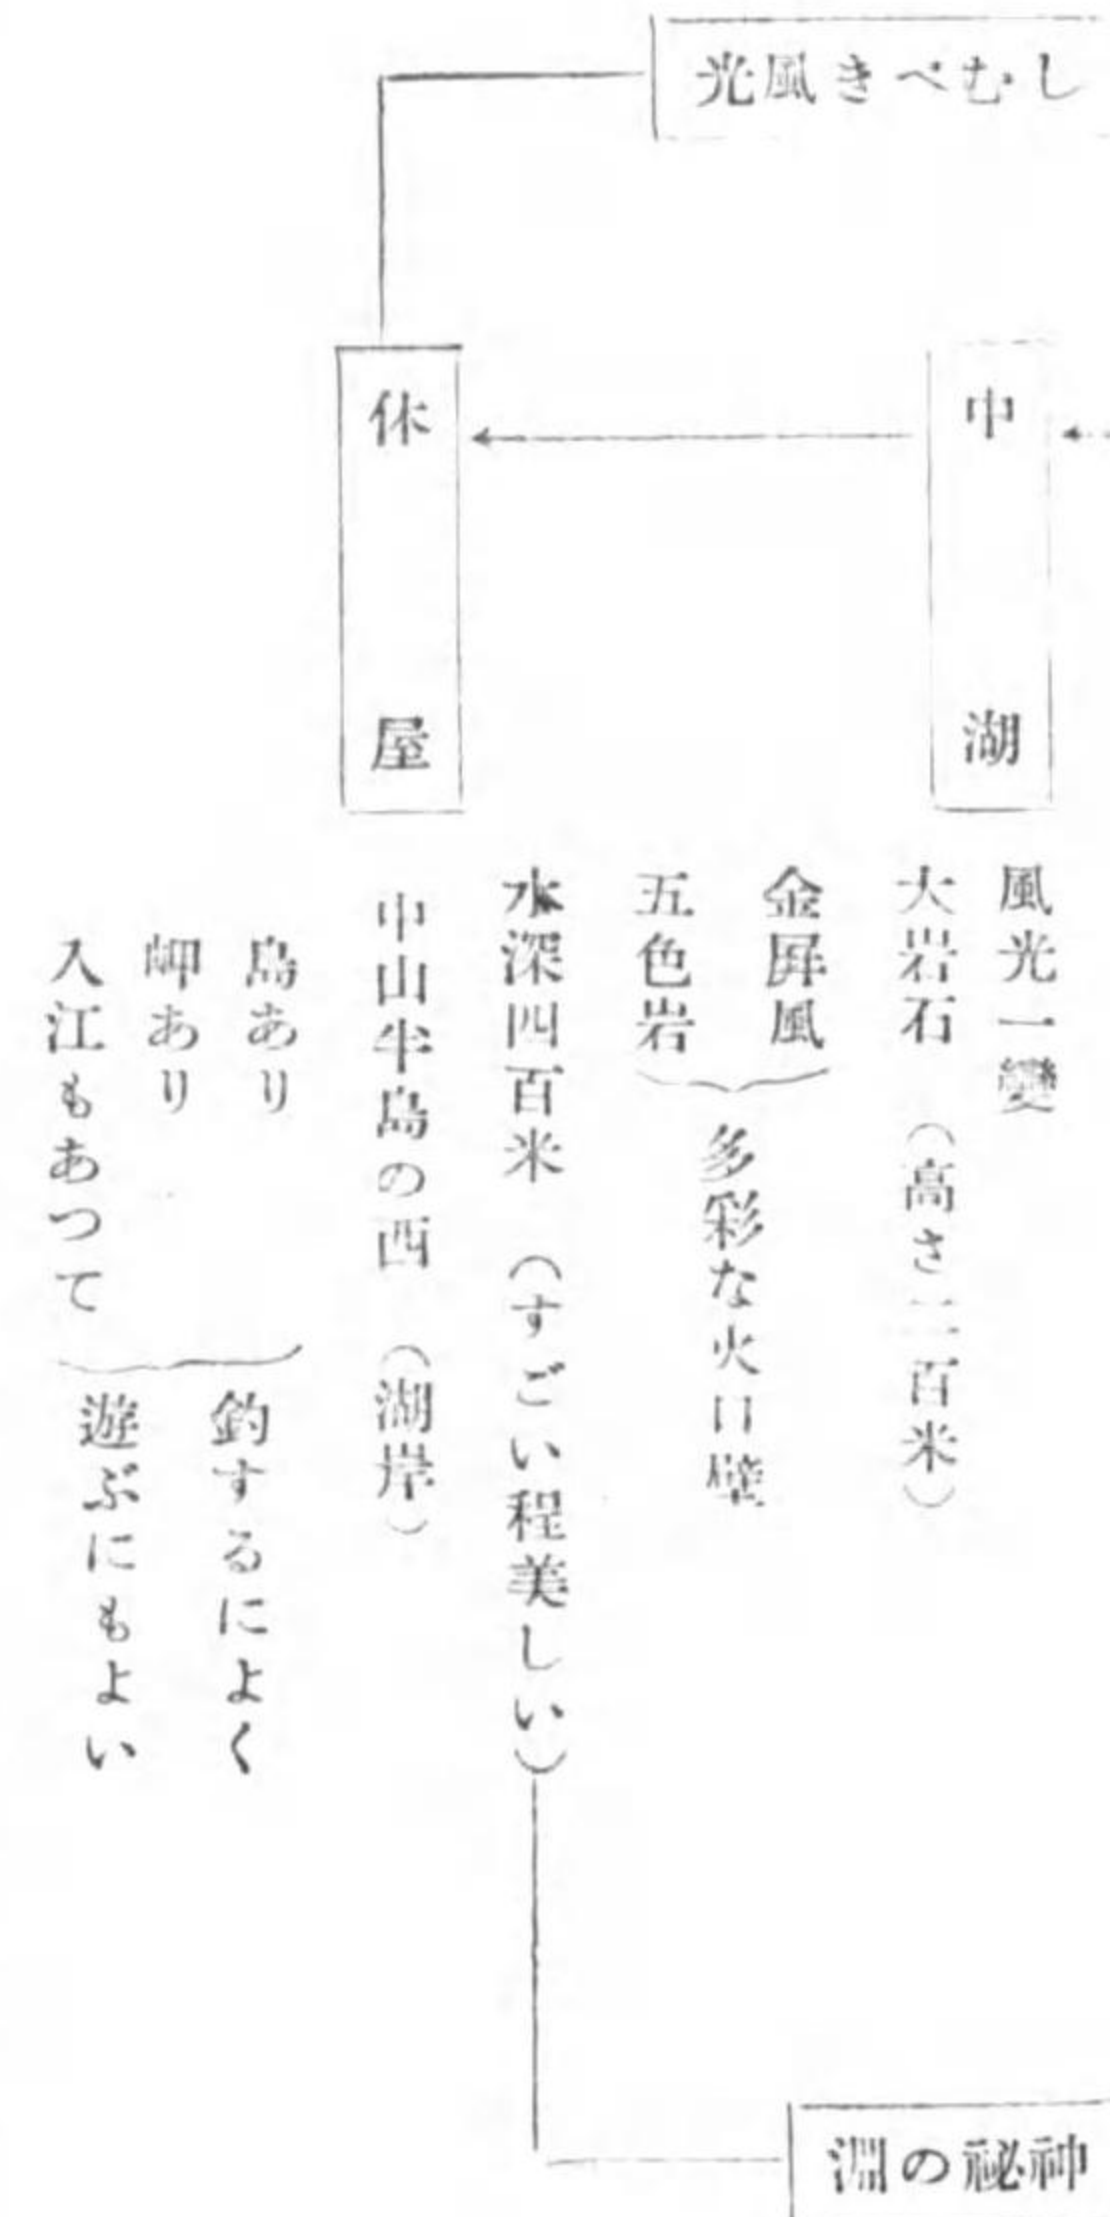 しむべき風光
中湖
風光一變
大岩石 (高さ二百米)
金屛風
五色岩
多彩な火口壁
水深四百米 (すごい程美しい)
神祕の淵
休屋
中山半島の西 (湖岸)
島あり
岬あり
入江もあつて
釣するによく
遊ぶにもよい